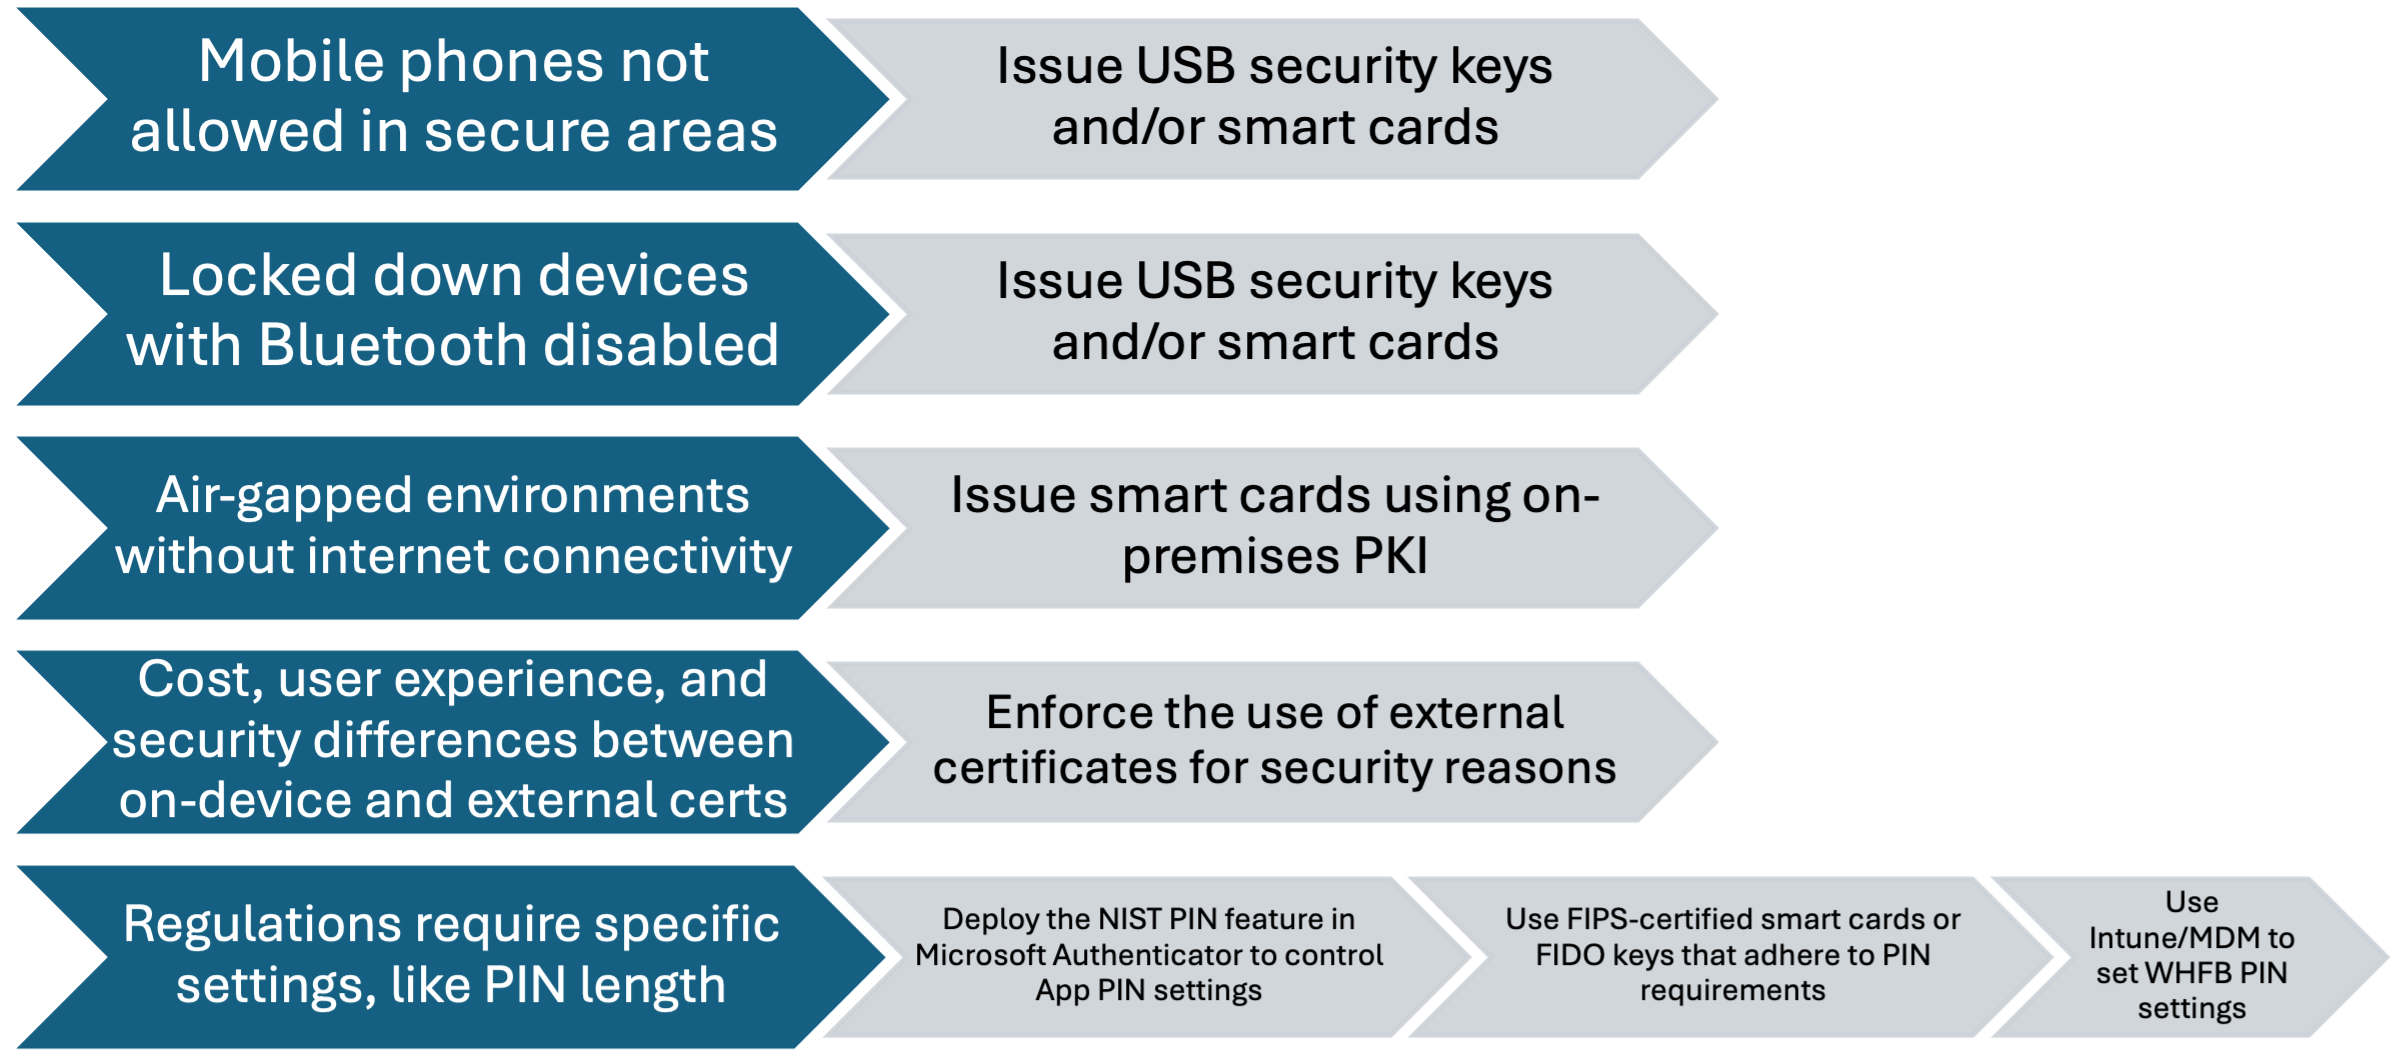 Mobile phones not
allowed in secure areas
Issue USB security keys
and/or smart cards
Locked down devices
with Bluetooth disabled
Issue USB security keys
and/or smart cards
Air-gapped environments
without internet connectivity
Issue smart cards using on-
premises PKI
Cost, user experience, and
security differences between
on-device and external certs
Enforce the use of external
certificates for security reasons
Regulations require specific
settings, like PIN length
Deploy the NIST PIN feature in
Microsoft Authenticator to control
App PIN settings
Use FIPS-certified smart cards or
FIDO keys that adhere to PIN
requirements
Use
Intune/MDM to
set WHFB PIN
settings